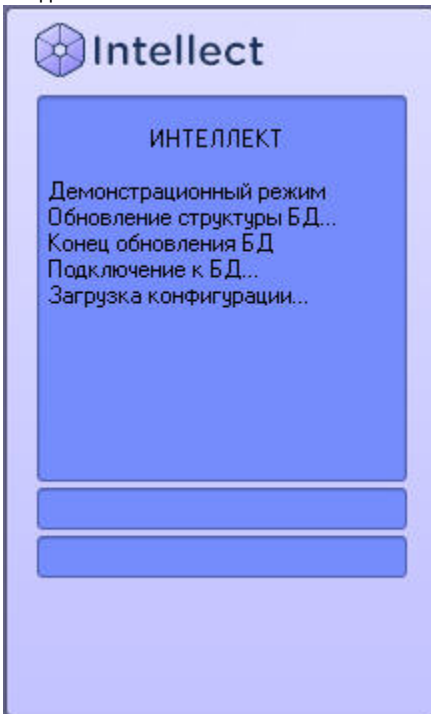 Intellect
ИНТЕЛЛЕКТ
Демонстрационный режим
Обновление структуры БД...
Конец обновления БД
Подключение к БД...
Загрузка конфигурации...